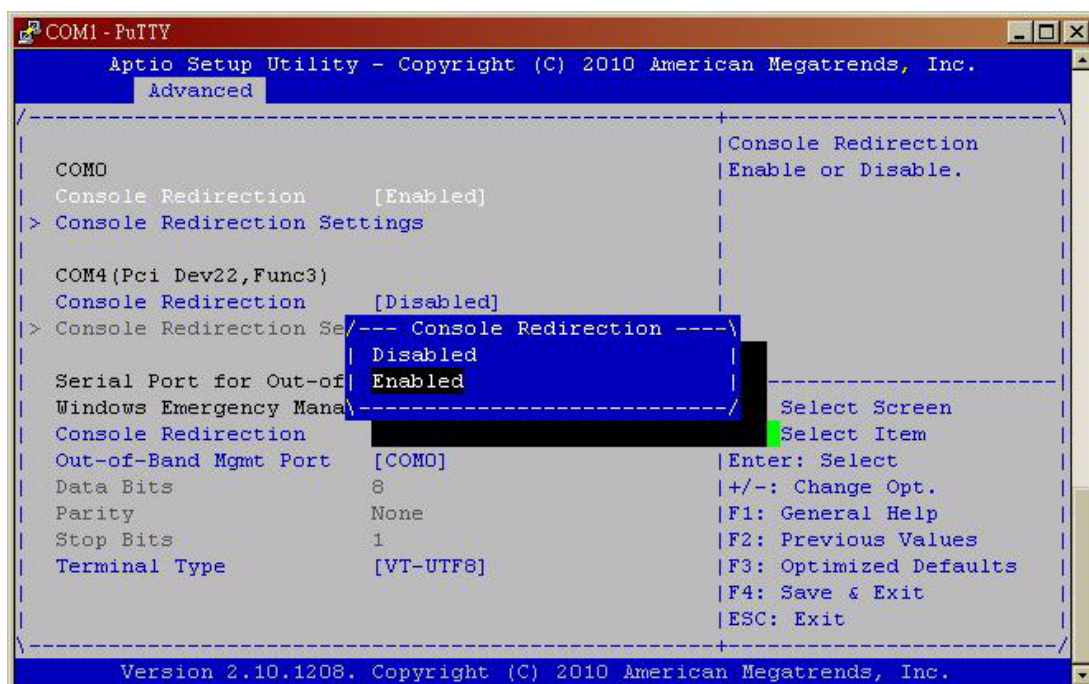 COM1 - PuTTY
Aptio Setup Utility - Copyright (C) 2010 American Megatrends, Inc.
Advanced
Console Redirection
COM0
Enable or Disable.
Console Redirection [Enabled]
> Console Redirection Settings
COM4(Pci Dev22,Func3)
Console Redirection [Disabled]
> Console Redirection Se
--- Console Redirection ----
Disabled
Enabled
Serial Port for Out-of
Windows Emergency Mana
Select Screen
Console Redirection
Select Item
Out-of-Band Mgmt Port [COM0]
Enter: Select
Data Bits 8
+/-: Change Opt.
Parity None
F1: General Help
Stop Bits 1
F2: Previous Values
Terminal Type [VT-UTF8]
F3: Optimized Defaults
F4: Save & Exit
ESC: Exit
Version 2.10.1208. Copyright (C) 2010 American Megatrends, Inc.